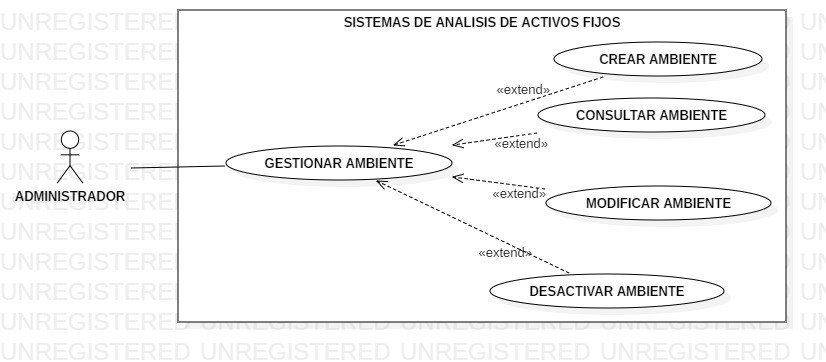 SISTEMAS DE ANALISIS DE ACTIVOS FIJOS
CREAR AMBIENTE
«extend»
CONSULTAR AMBIENTE
«extend»
GESTIONAR AMBIENTE
«extend»
MODIFICAR AMBIENTE
ADMINISTRADOR
«extend»
DESACTIVAR AMBIENTE
UNREGISTERED
UNREGISTERED
UNREGISTERED
UNREGISTERED
UNREGISTERED
UNREGISTERED
UNREGISTERED
UNREGISTERED
UNREGISTERED
UNREGISTERED UNREGISTERED UNREGISTERED UNREGISTERED